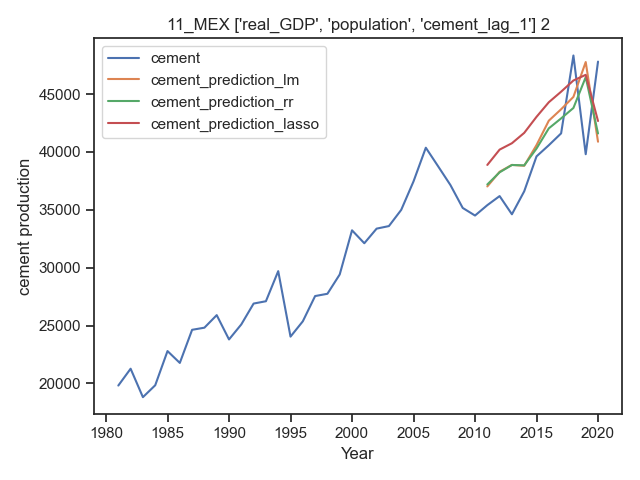 11_MEX ['real_GDP', 'population', 'cement_lag_1'] 2
cement
cement_prediction_lm
cement_prediction_rr
cement_prediction_lasso
cement production
45000
40000
35000
30000
25000
20000
1980 1985 1990 1995 2000 2005 2010 2015 2020
Year